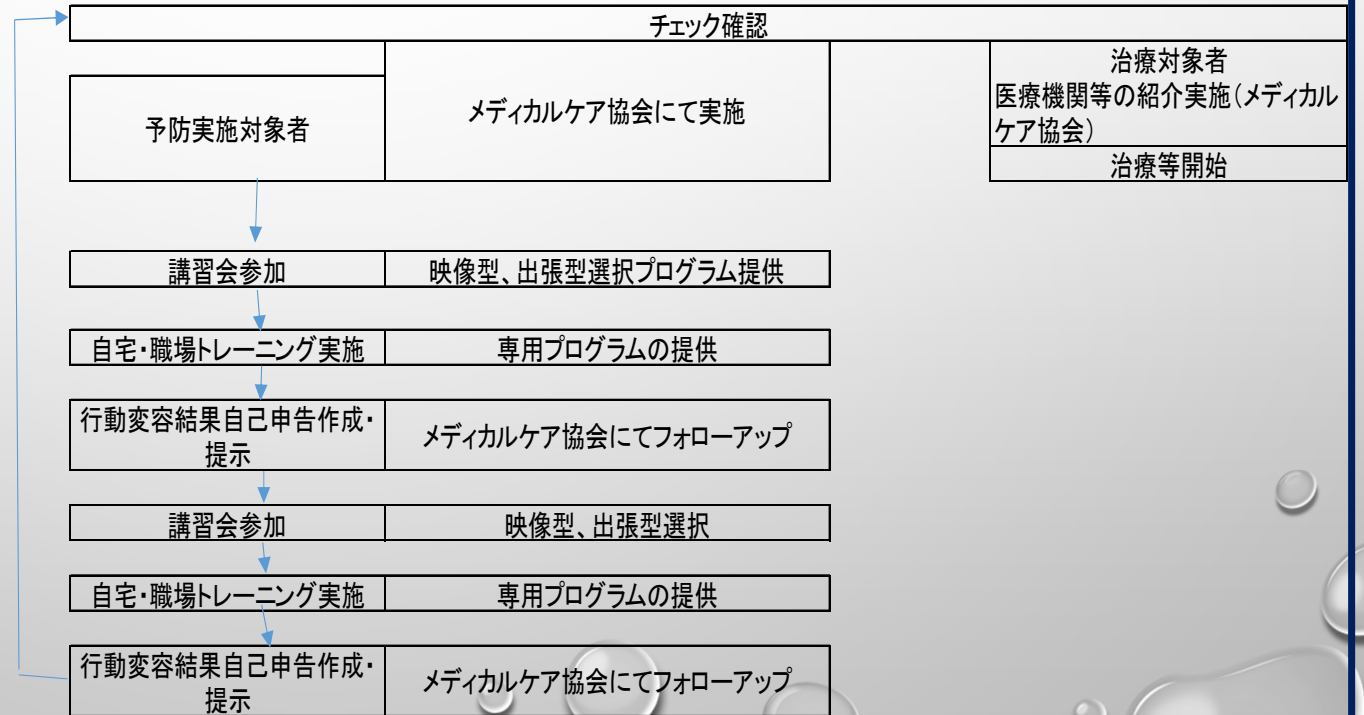 チェック確認
予防実施対象者
メディカルケア協会にて実施
治療対象者
医療機関等の紹介実施(メディカル
ケア協会)
治療等開始
講習会参加
映像型、出張型選択プログラム提供
自宅・職場トレーニング実施
専用プログラムの提供
行動変容結果自己申告作成・
提示
メディカルケア協会にてフォローアップ
講習会参加
映像型、出張型選択
自宅・職場トレーニング実施
専用プログラムの提供
行動変容結果自己申告作成・
提示
メディカルケア協会にてフォローアップ